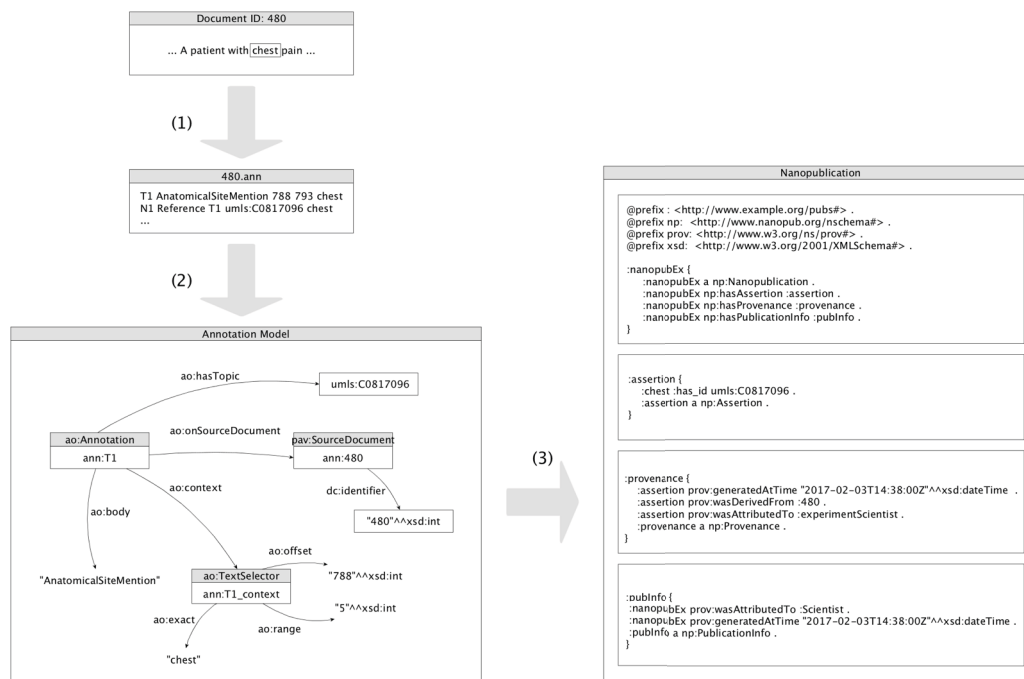 Document ID: 480
... A patient with chest pain ...
(1)
480.ann
T1 AnatomicalSiteMention 788 793 chest
N1 Reference T1 umls:C0817096 chest
...
(2)
Annotation Model
ao:hasTopic
umls:C0817096
ao:Annotation
ann:T1
ao:onSourceDocument
pav:SourceDocument
ann:480
ao:context
dc:identifier
"480"^^xsd:int
ao:body
"AnatomicalSiteMention"
ao:offset
ao:TextSelector
ann:T1_context
"788"^^xsd:int
"5"^^xsd:int
ao:exact
ao:range
"chest"
(3)
Nanopublication
@prefix : <http://www.example.org/pubs#> .
@prefix np: <http://www.nanopub.org/nschema#> .
@prefix prov: <http://www.w3.org/ns/prov#> .
@prefix xsd: <http://www.w3.org/2001/XMLSchema#> .
:nanopubEx {
:nanopubEx a np:Nanopublication .
:nanopubEx np:hasAssertion :assertion .
:nanopubEx np:hasProvenance :provenance .
:nanopubEx np:hasPublicationInfo :pubInfo .
}
:assertion {
:chest :has_id umls:C0817096 .
:assertion a np:Assertion .
}
:provenance {
:assertion prov:generatedAtTime "2017-02-03T14:38:00Z"^^xsd:dateTime .
:assertion prov:wasDerivedFrom :480 .
:assertion prov:wasAttributedTo :experimentScientist .
:provenance a np:Provenance .
}
:pubInfo {
:nanopubEx prov:wasAttributedTo :Scientist .
:nanopubEx prov:generatedAtTime "2017-02-03T14:38:00Z"^^xsd:dateTime .
:pubInfo a np:PublicationInfo .
}